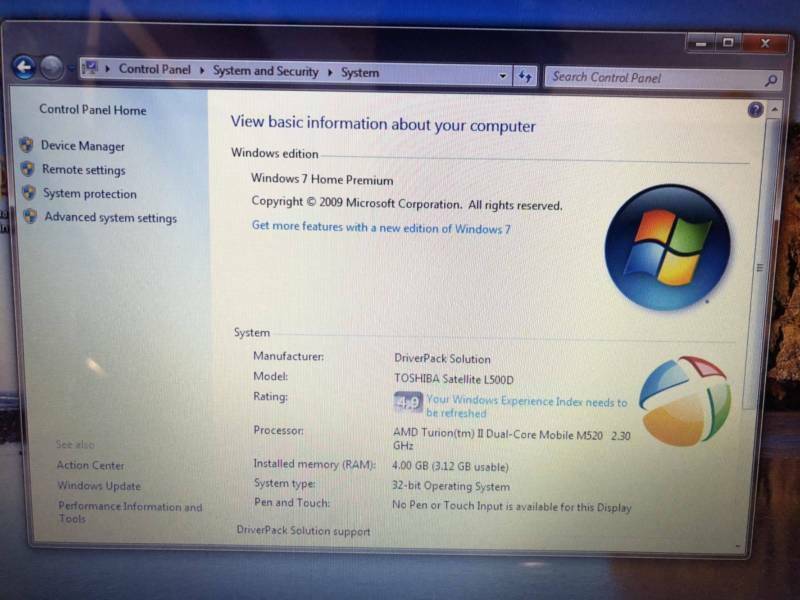 Control Panel ▸ System and Security ▸ System
Search Control Panel
Control Panel Home
Device Manager
Remote settings
System protection
Advanced system settings
See also
Action Center
Windows Update
Performance Information and
Tools
View basic information about your computer
Windows edition
Windows 7 Home Premium
Copyright © 2009 Microsoft Corporation. All rights reserved.
Get more features with a new edition of Windows 7
System
Manufacturer: DriverPack Solution
Model: TOSHIBA Satellite L500D
Rating: 4.9 Your Windows Experience Index needs to
be refreshed
Processor: AMD Turion(tm) II Dual-Core Mobile M520 2.30
GHz
Installed memory (RAM): 4.00 GB (3.12 GB usable)
System type: 32-bit Operating System
Pen and Touch: No Pen or Touch Input is available for this Display
DriverPack Solution support